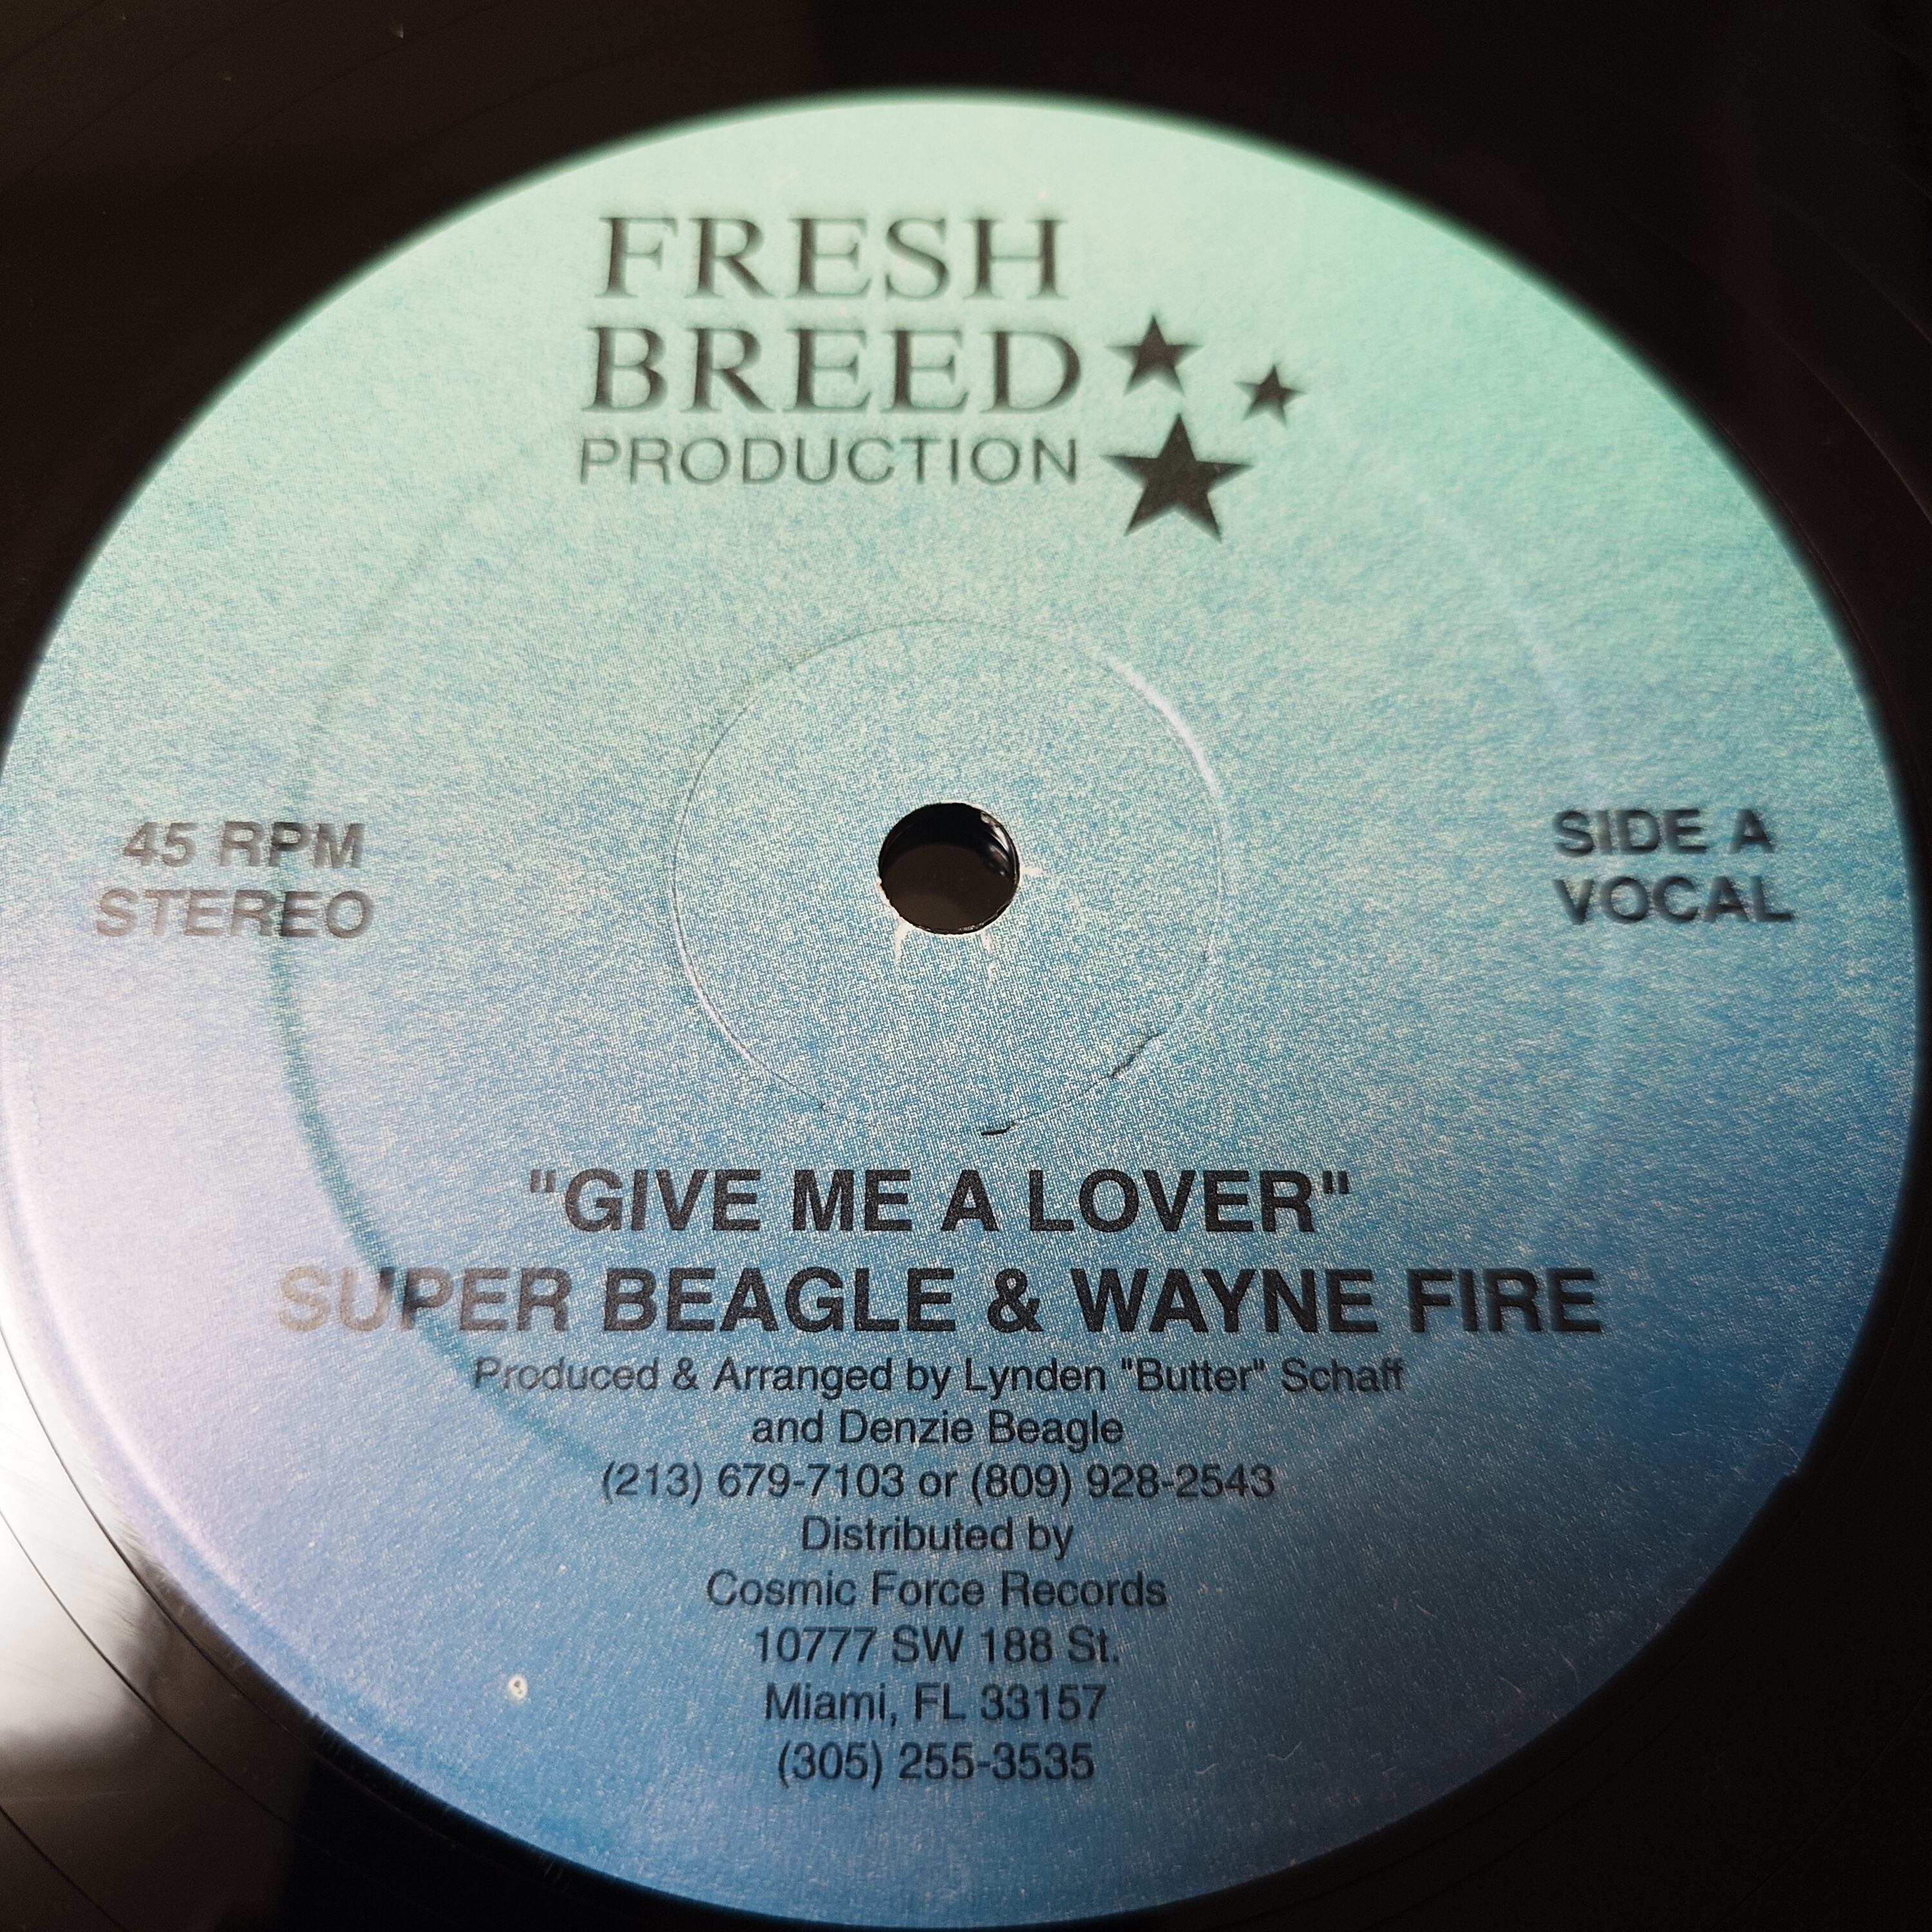 FRESH
BREED
PRODUCTION
45 RPM
STEREO
SIDE A
VOCAL
"GIVE ME A LOVER"
SUPER BEAGLE & WAYNE FIRE
Produced & Arranged by Lynden "Butter" Schaff
and Denzie Beagle
(213) 679-7103 or (809) 928-2543
Distributed by
Cosmic Force Records
10777 SW 188 St.
Miami, FL 33157
(305) 255-3535